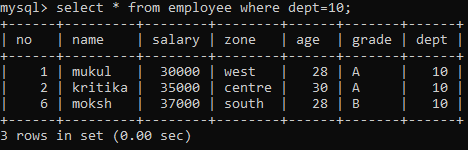 mysql> select * from employee where dept=10;
+------+----------+--------+--------+------+-------+------+
| no   | name     | salary | zone   | age  | grade | dept |
+------+----------+--------+--------+------+-------+------+
|    1 | mukul    |  30000 | west   |   28 | A     |   10 |
|    2 | kritika  |  35000 | centre |   30 | A     |   10 |
|    6 | moksh    |  37000 | south  |   28 | B     |   10 |
+------+----------+--------+--------+------+-------+------+
3 rows in set (0.00 sec)